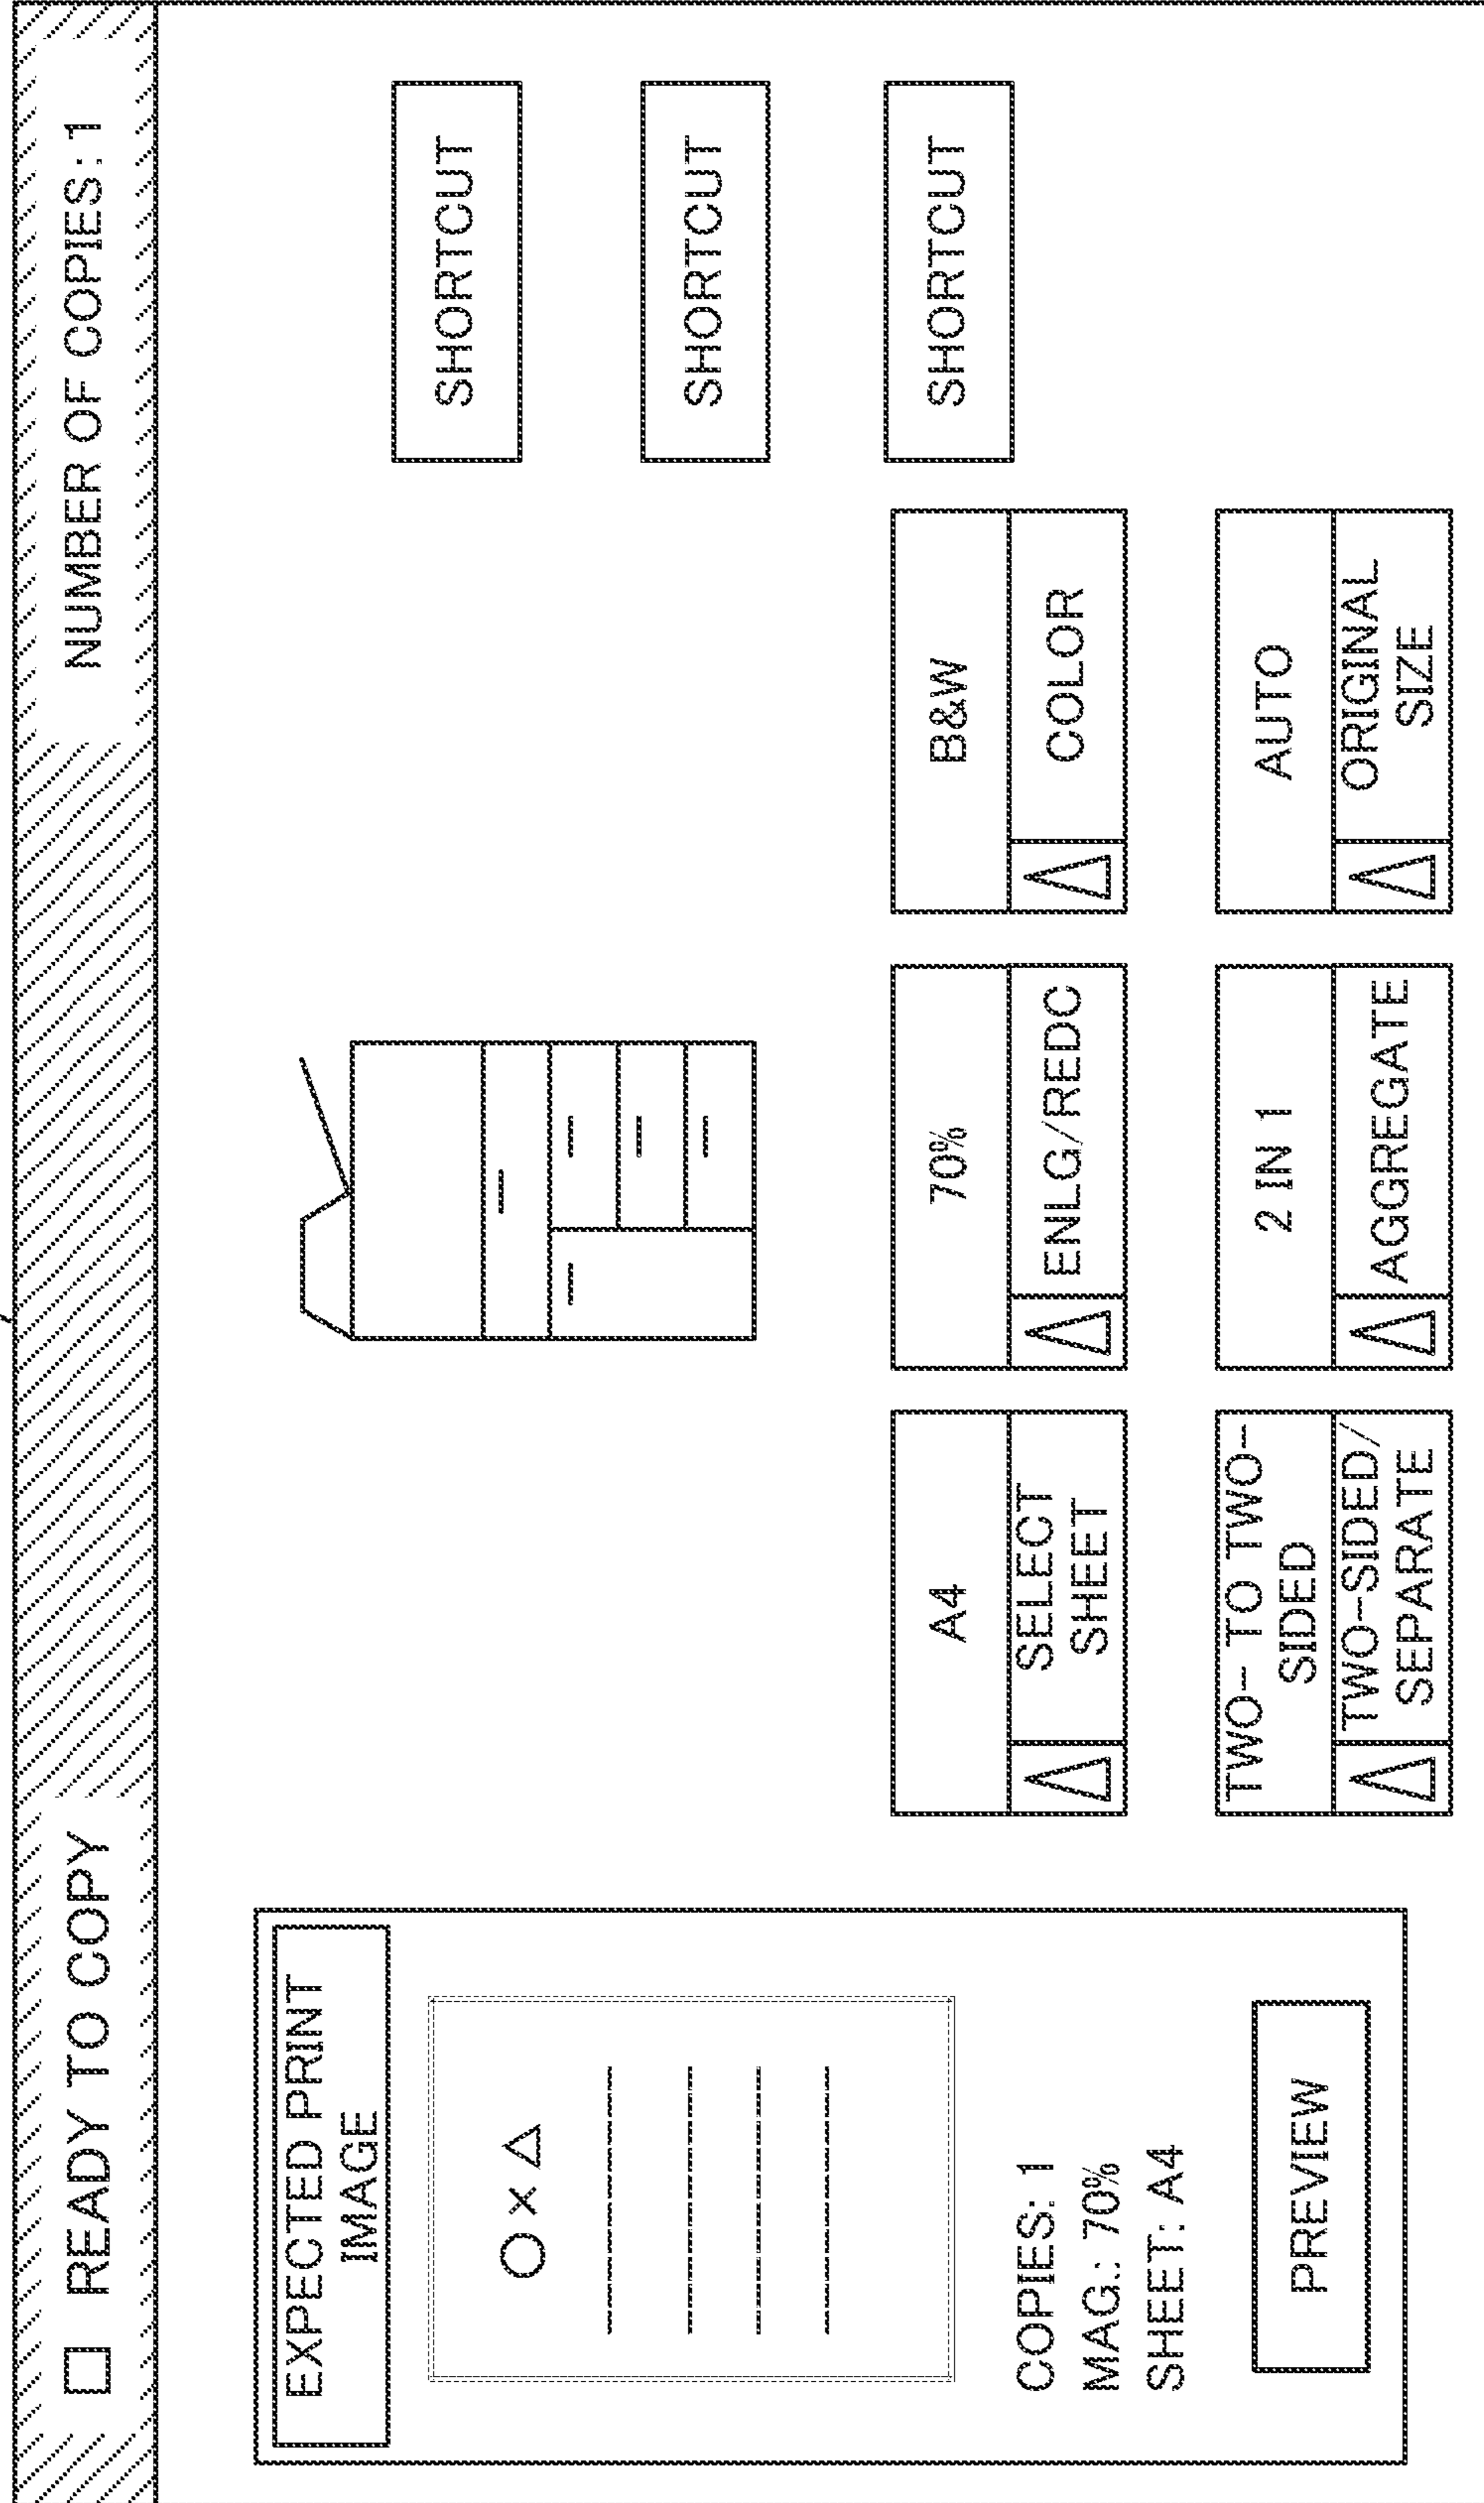 READY TO COPY
NUMBER OF COPIES:1
EXPECTED PRINT
IMAGE
COPIES: 1
MAG.: 70%
SHEET: A4
PREVIEW
SHORTCUT
SHORTCUT
SHORTCUT
A4
SELECT
SHEET
70%
ENLG/REDC
B&W
COLOR
TWO- TO TWO-
SIDED
TWO-SIDED/
SEPARATE
2 IN 1
AGGREGATE
AUTO
ORIGINAL
SIZE